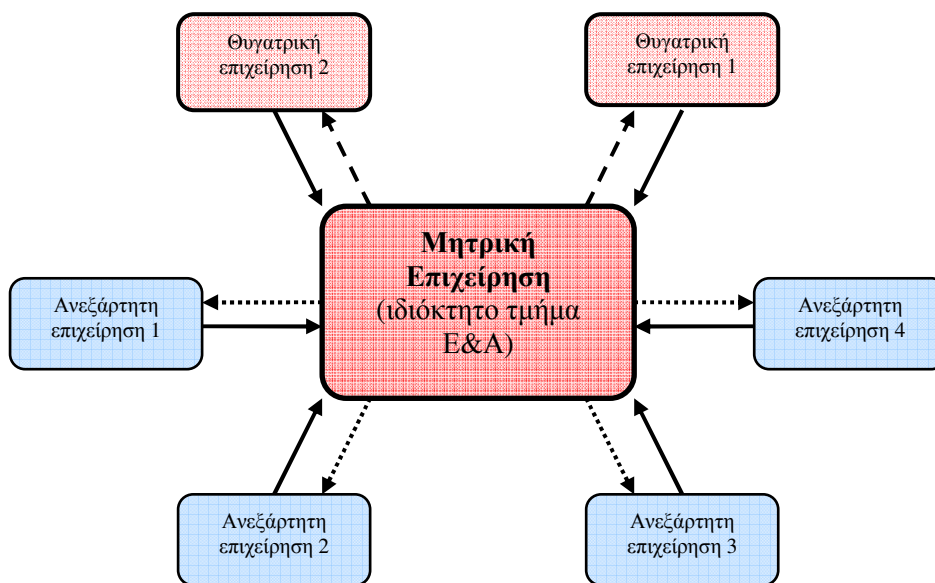 Θυγατρική
επιχείρηση 2
Θυγατρική
επιχείρηση 1
Μητρική
Επιχείρηση
(ιδιόκτητο τμήμα
Ε&Α)
Ανεξάρτητη
επιχείρηση 1
Ανεξάρτητη
επιχείρηση 4
Ανεξάρτητη
επιχείρηση 2
Ανεξάρτητη
επιχείρηση 3